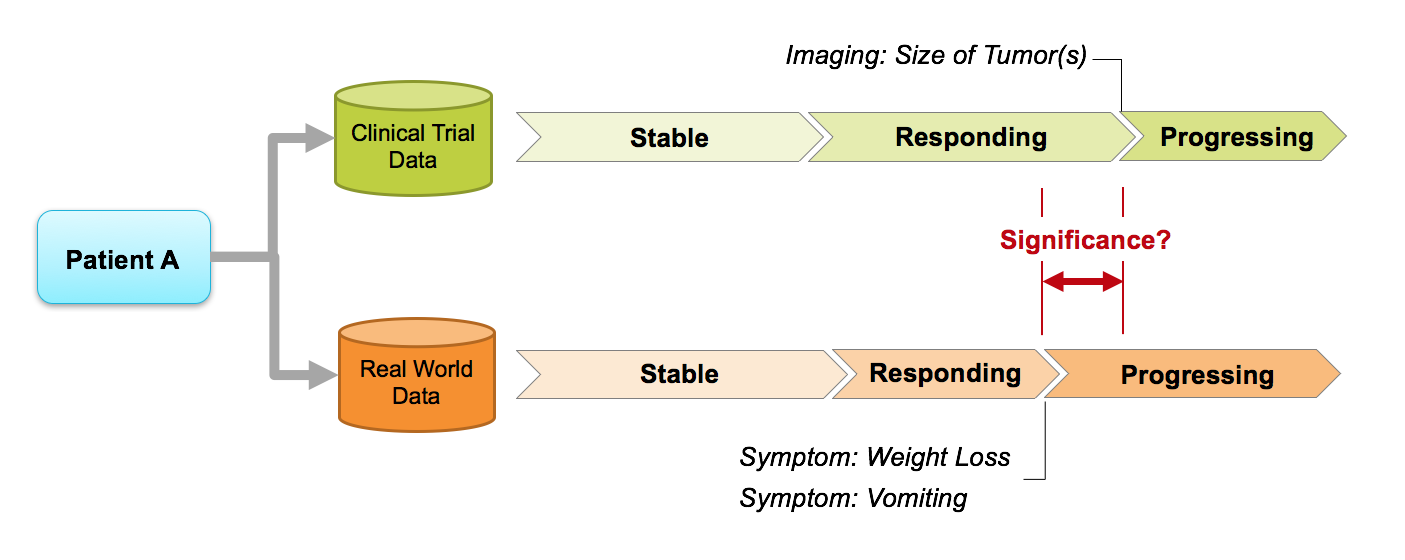 Imaging: Size of Tumor(s)
Clinical Trial
Data
Stable
Responding
Progressing
Patient A
Significance?
Real World
Data
Stable
Responding
Progressing
Symptom: Weight Loss
Symptom: Vomiting